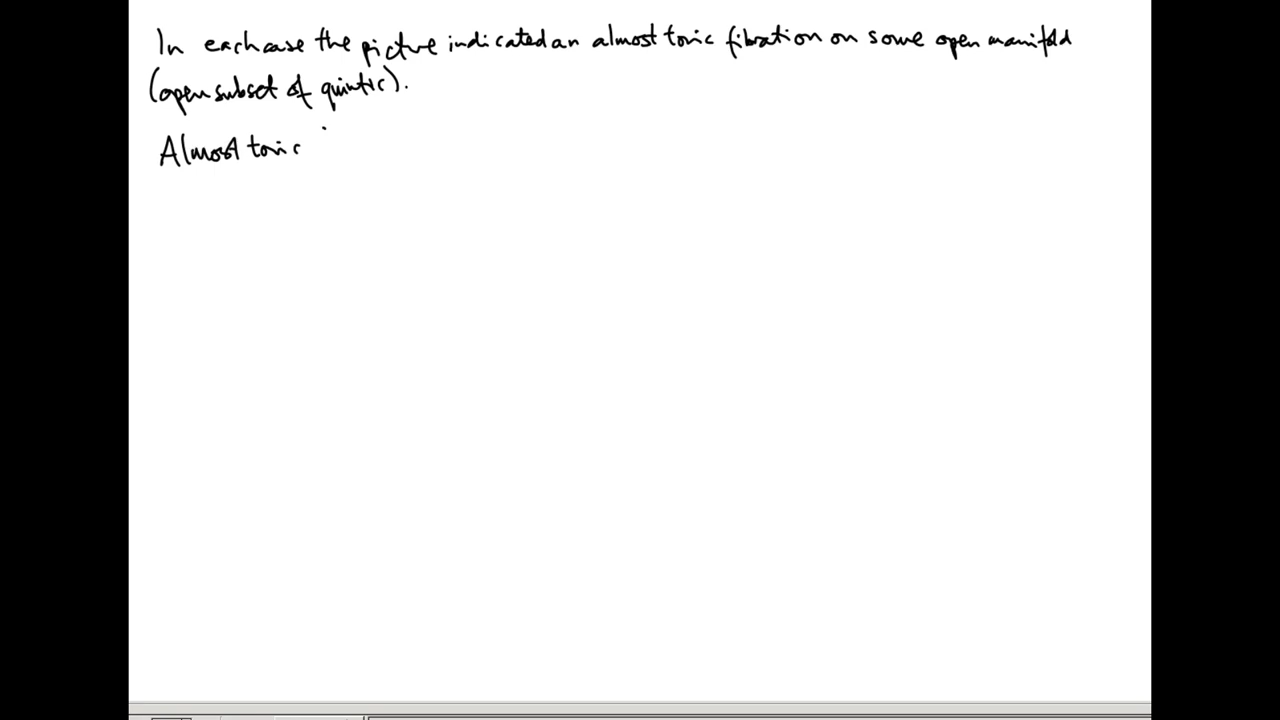 In each case the picture indicated an almost toric fibration on some open manifold
(open subset of quintic).
Almost toric